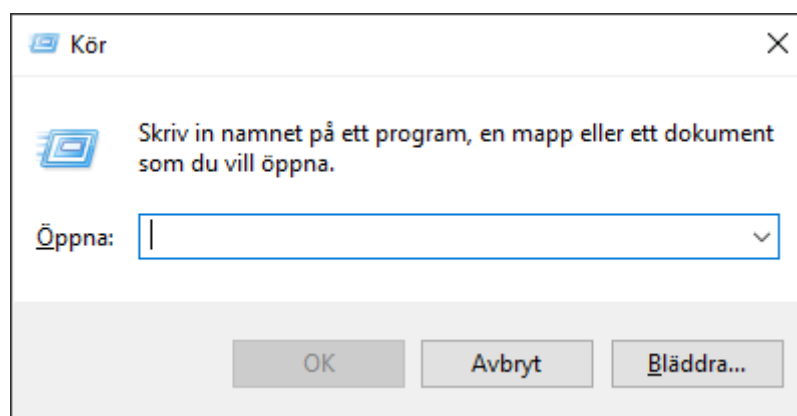 Kör
Skriv in namnet på ett program, en mapp eller ett dokument
som du vill öppna.
Öppna:
OK Avbryt Bläddra...